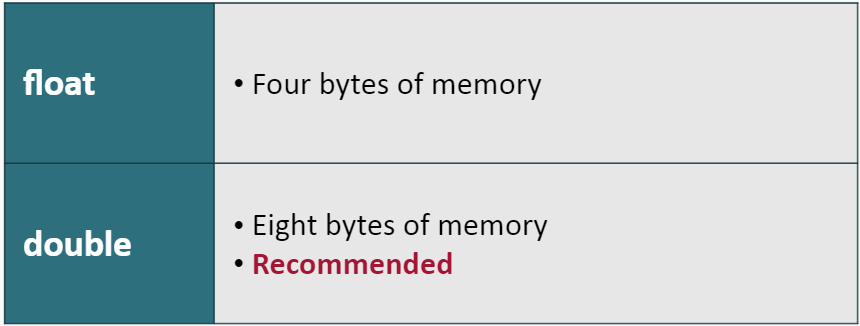 float
• Four bytes of memory
double
• Eight bytes of memory
• Recommended